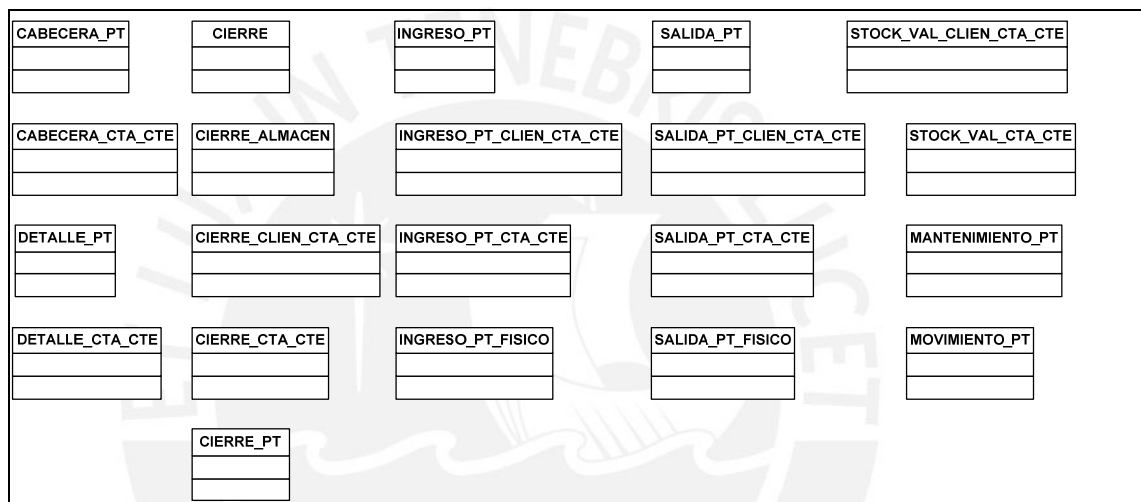 CABECERA_PT
CIERRE
INGRESO_PT
SALIDA_PT
STOCK_VAL_CLIEN_CTA_CTE
CABECERA_CTA_CTE
CIERRE_ALMACEN
INGRESO_PT_CLIEN_CTA_CTE
SALIDA_PT_CLIEN_CTA_CTE
STOCK_VAL_CTA_CTE
DETALLE_PT
CIERRE_CLIEN_CTA_CTE
INGRESO_PT_CTA_CTE
SALIDA_PT_CTA_CTE
MANTENIMIENTO_PT
DETALLE_CTA_CTE
CIERRE_CTA_CTE
INGRESO_PT_FISICO
SALIDA_PT_FISICO
MOVIMIENTO_PT
CIERRE_PT